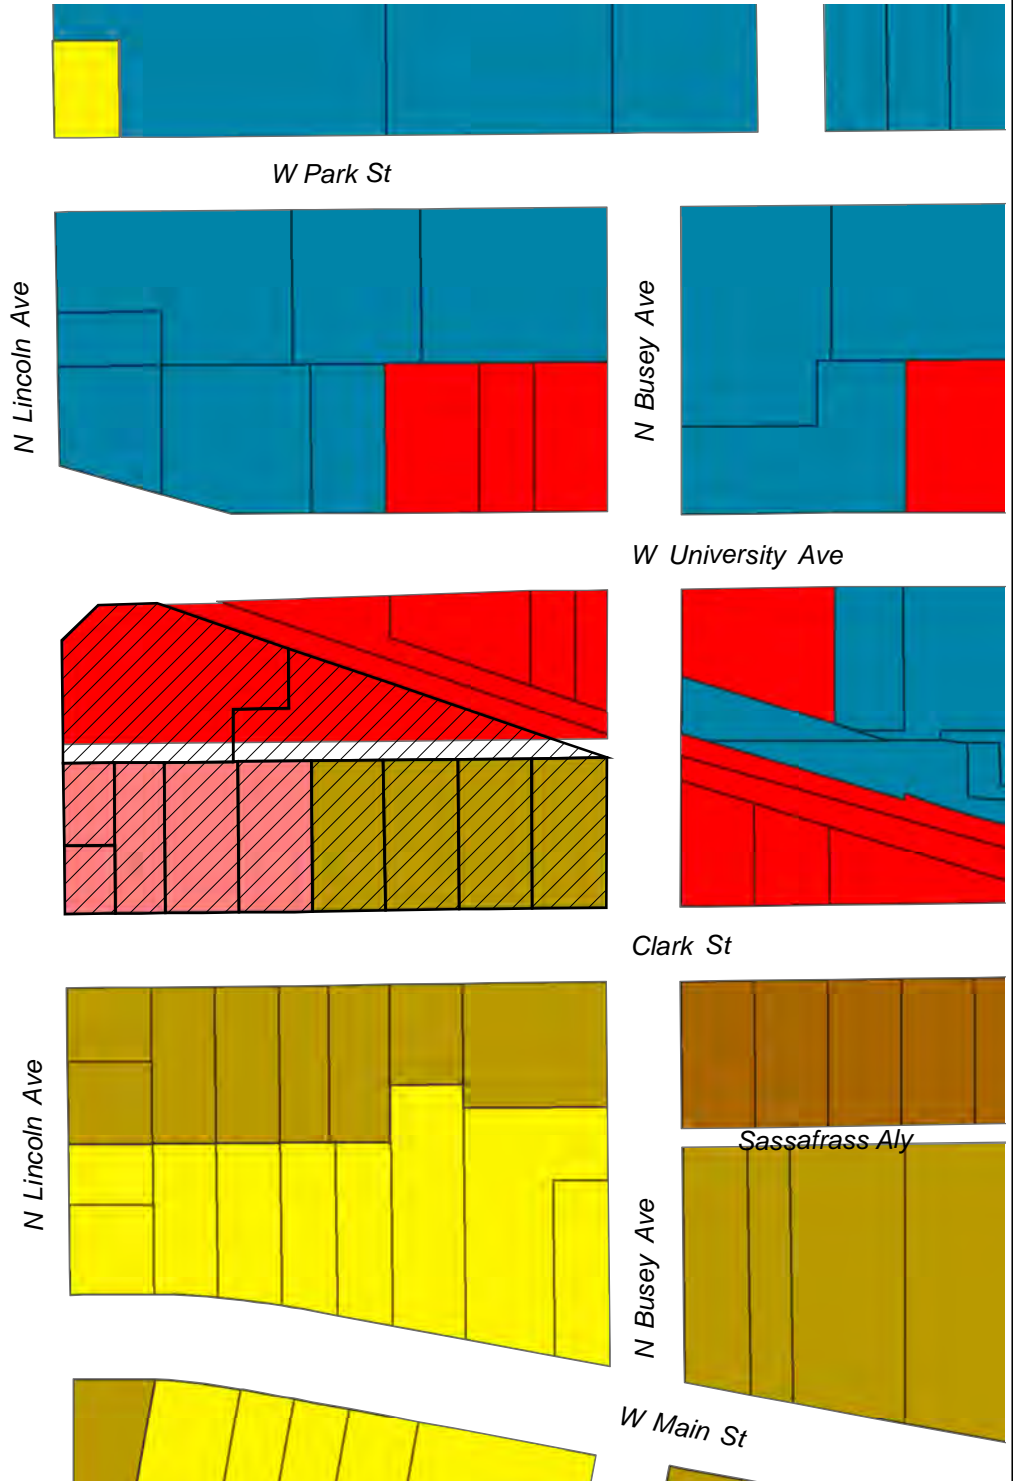 W Park St
N Lincoln Ave
N Busey Ave
W University Ave
Clark St
N Lincoln Ave
Sassafrass Aly
N Busey Ave
W Main St